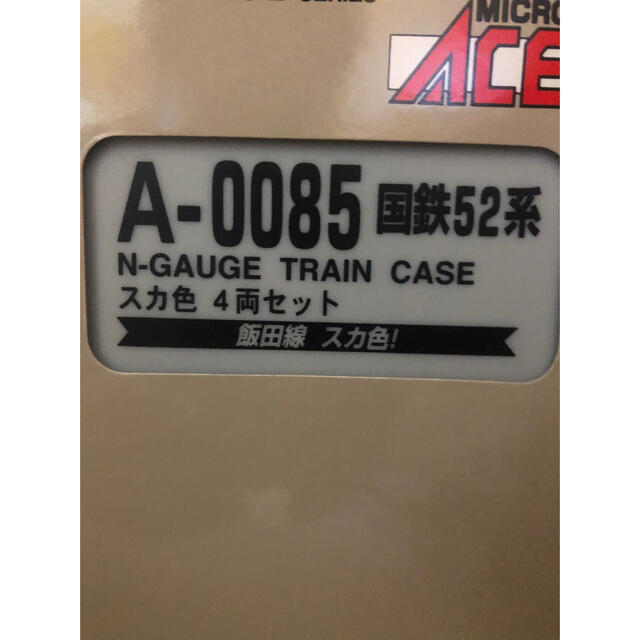 MICRO
ACE
A-0085 国鉄52系
N-GAUGE TRAIN CASE
スカ色 4両セット
飯田線 スカ色!